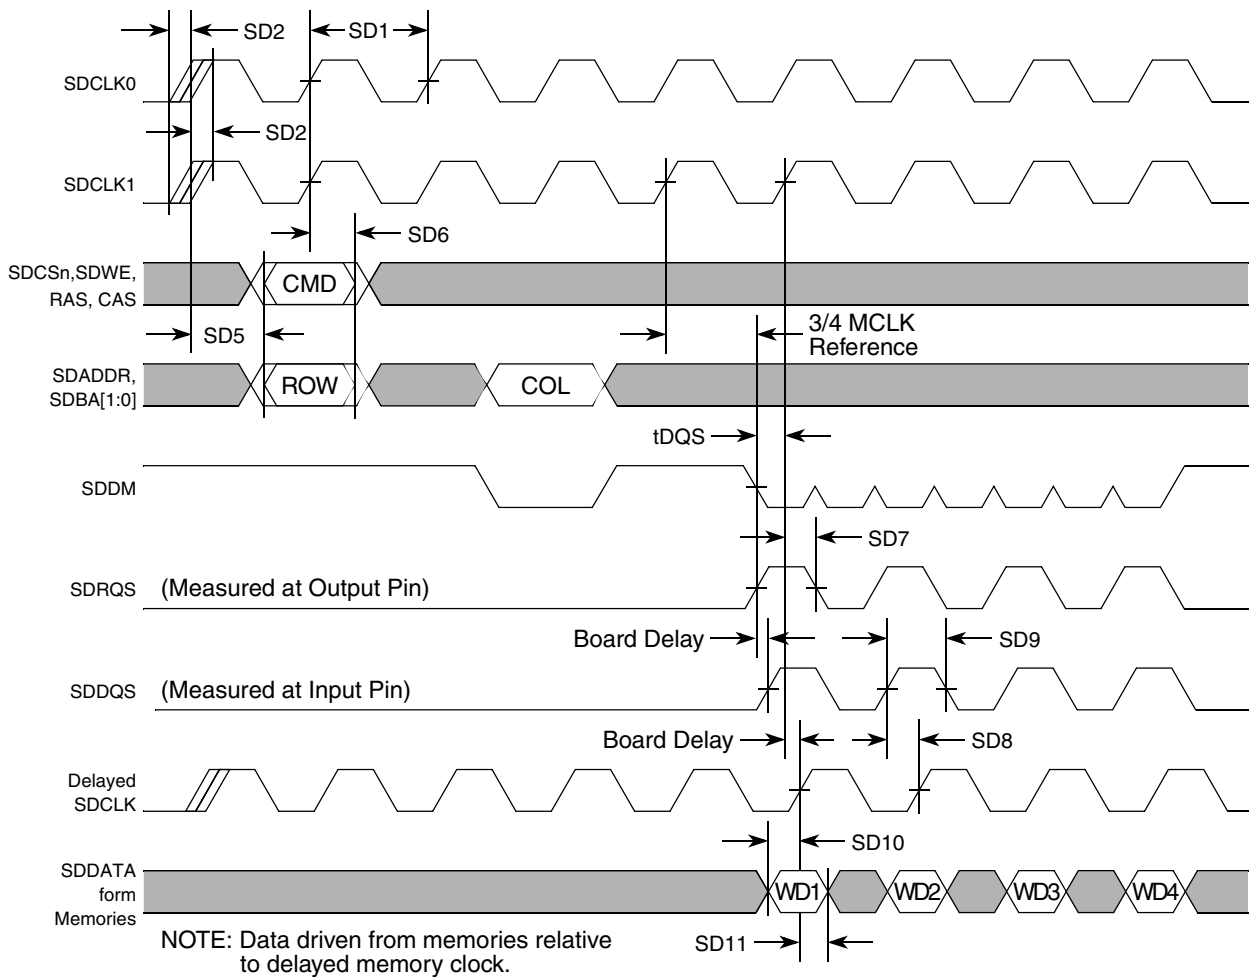 SD2
SD1
SDCLK0
SD2
SDCLK1
SD6
SDCSn,SDWE,
RAS, CAS
CMD
3/4 MCLK
Reference
SD5
SDADDR,
SDBA[1:0]
ROW
COL
tDQS
SDDM
SD7
SDRQS
(Measured at Output Pin)
Board Delay
SD9
SDDQS
(Measured at Input Pin)
Board Delay
SD8
Delayed
SDCLK
SD10
SDDATA
form
Memories
WD1
WD2
WD3
WD4
NOTE: Data driven from memories relative
to delayed memory clock.
SD11